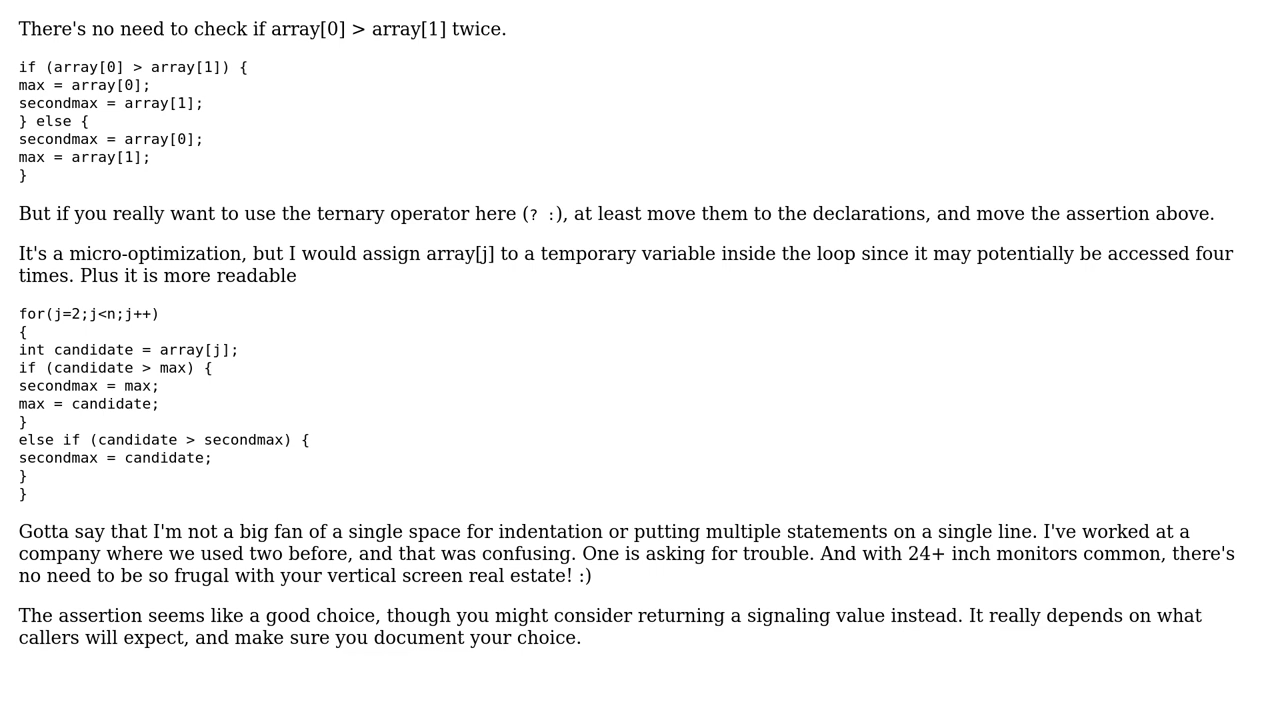 There's no need to check if array[0] > array[1] twice.
if (array[0] > array[1]) {
max = array[0];
secondmax = array[1];
} else {
secondmax = array[0];
max = array[1];
}
But if you really want to use the ternary operator here (? :), at least move them to the declarations, and move the assertion above.
It's a micro-optimization, but I would assign array[j] to a temporary variable inside the loop since it may potentially be accessed four
times. Plus it is more readable
for(j=2;j<n;j++)
{
int candidate = array[j];
if (candidate > max) {
secondmax = max;
max = candidate;
}
else if (candidate > secondmax) {
secondmax = candidate;
}
}
Gotta say that I'm not a big fan of a single space for indentation or putting multiple statements on a single line. I've worked at a
company where we used two before, and that was confusing. One is asking for trouble. And with 24+ inch monitors common, there's
no need to be so frugal with your vertical screen real estate! :)
The assertion seems like a good choice, though you might consider returning a signaling value instead. It really depends on what
callers will expect, and make sure you document your choice.